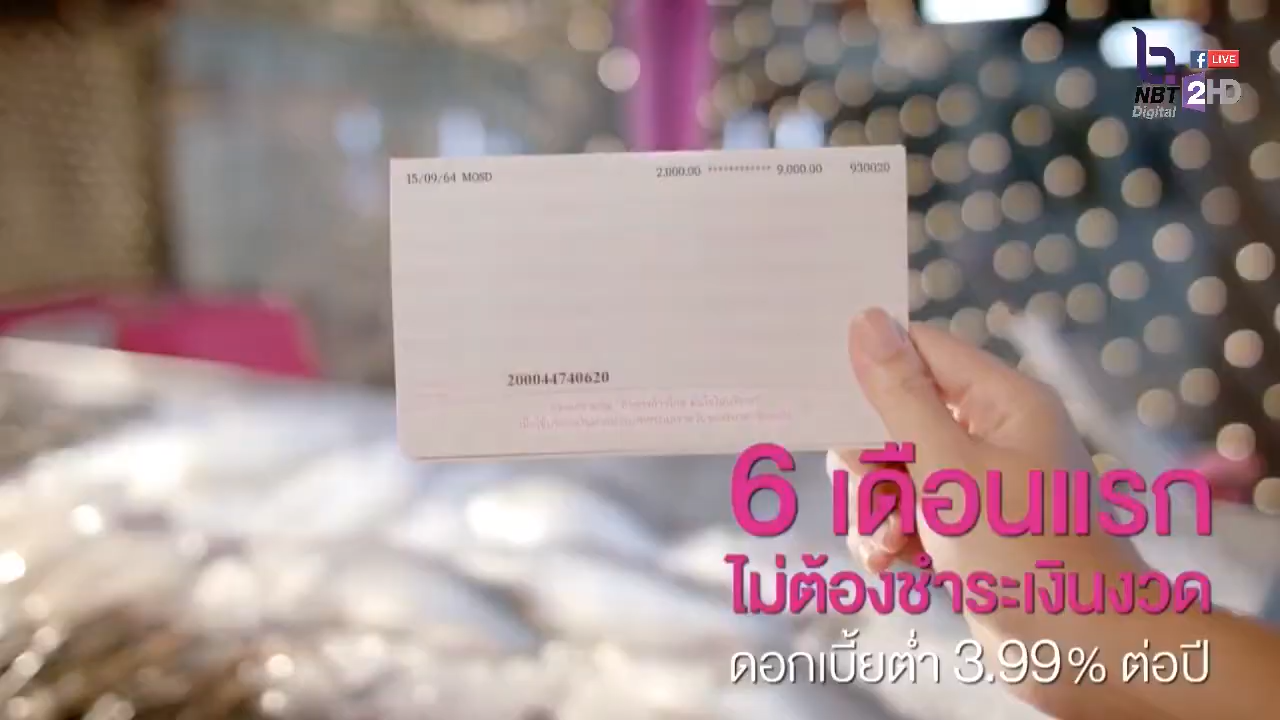 LIVE
NBT 2HD
Digital
15/09/64 MOSD 2,000.00 ************ 9,000.00 930020
200044740620
6 เดือนแรก
ไม่ต้องชำระเงินงวด
ดอกเบี้ยต่ำ 3.99% ต่อปี